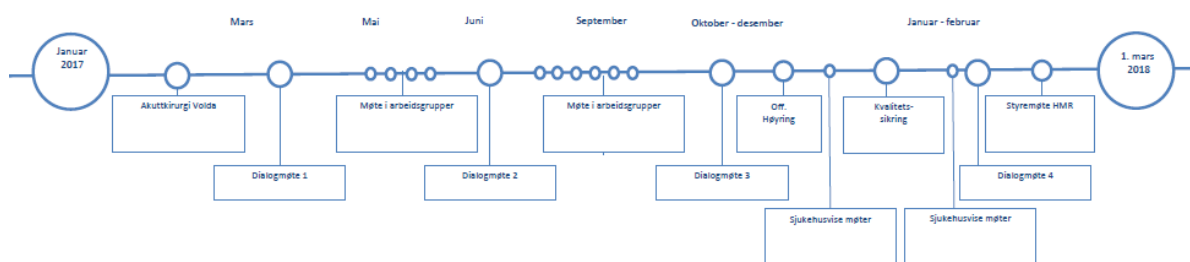 Mars
Mai
Juni
September
Oktober - desember
Januar - februar
Januar
2017
1. mars
2018
Akuttkirurgi Volda
Møte i arbeidsgrupper
Møte i arbeidsgrupper
Off.
Høyring
Kvalitets-
sikring
Styremøte HMR
Dialogmøte 1
Dialogmøte 2
Dialogmøte 3
Dialogmøte 4
Sjukehusvise møter
Sjukehusvise møter